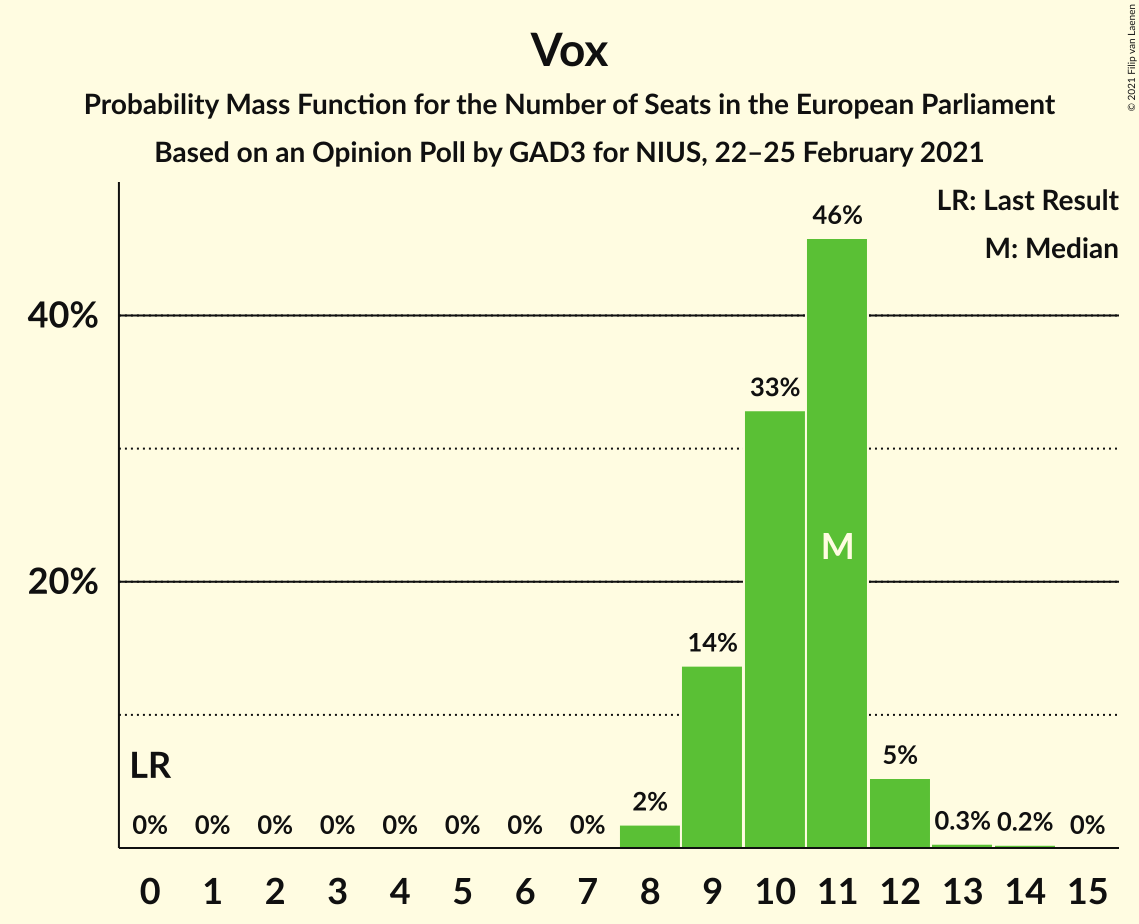 Vox
Probability Mass Function for the Number of Seats in the European Parliament
Based on an Opinion Poll by GAD3 for NIUS, 22–25 February 2021
© 2021 Filip van Laenen
LR: Last Result
M: Median
40%
20%
LR
M
0% 0% 0% 0% 0% 0% 0% 0% 2% 14% 33% 46% 5% 0.3% 0.2% 0%
0 1 2 3 4 5 6 7 8 9 10 11 12 13 14 15